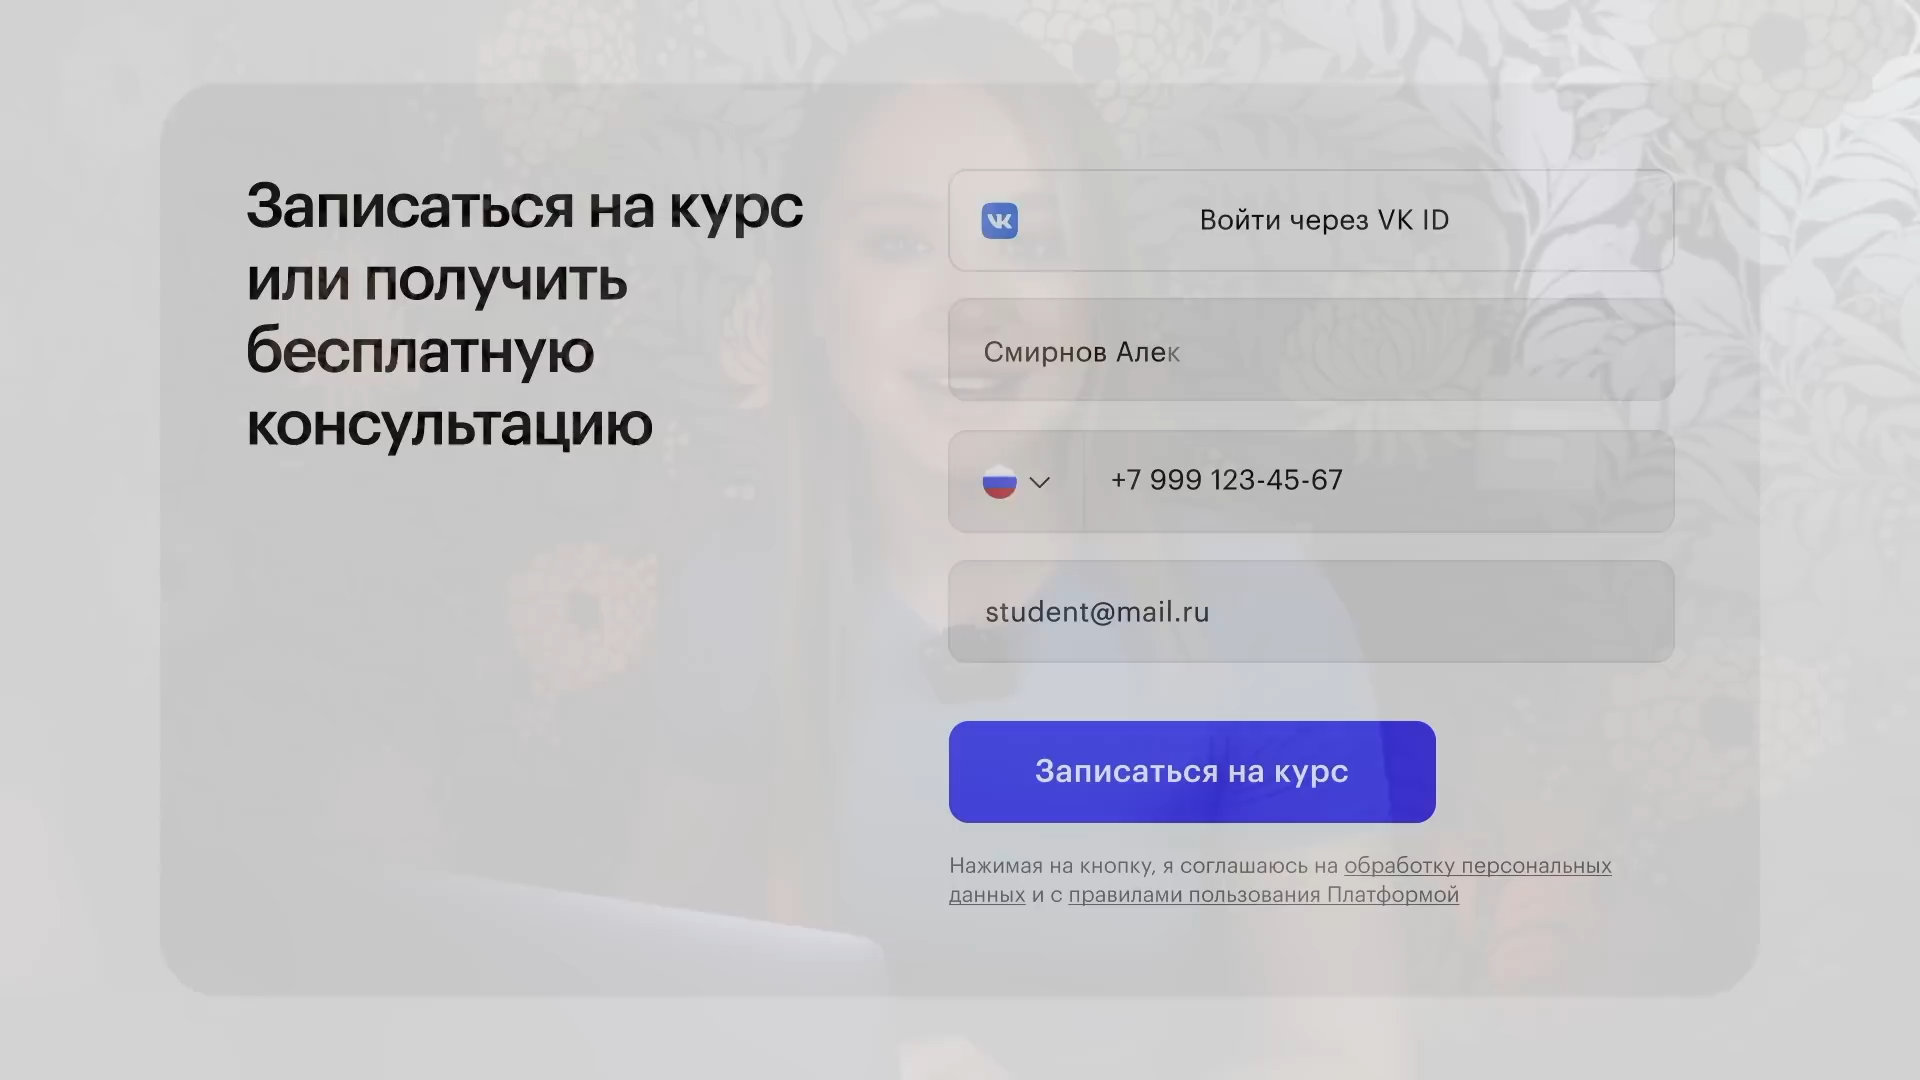 Записаться на курс
или получить
бесплатную
консультацию
VK
Войти через VK ID
Смирнов Алек
+7 999 123-45-67
student@mail.ru
Записаться на курс
Нажимая на кнопку, я соглашаюсь на обработку персональных
данных и с правилами пользования Платформой